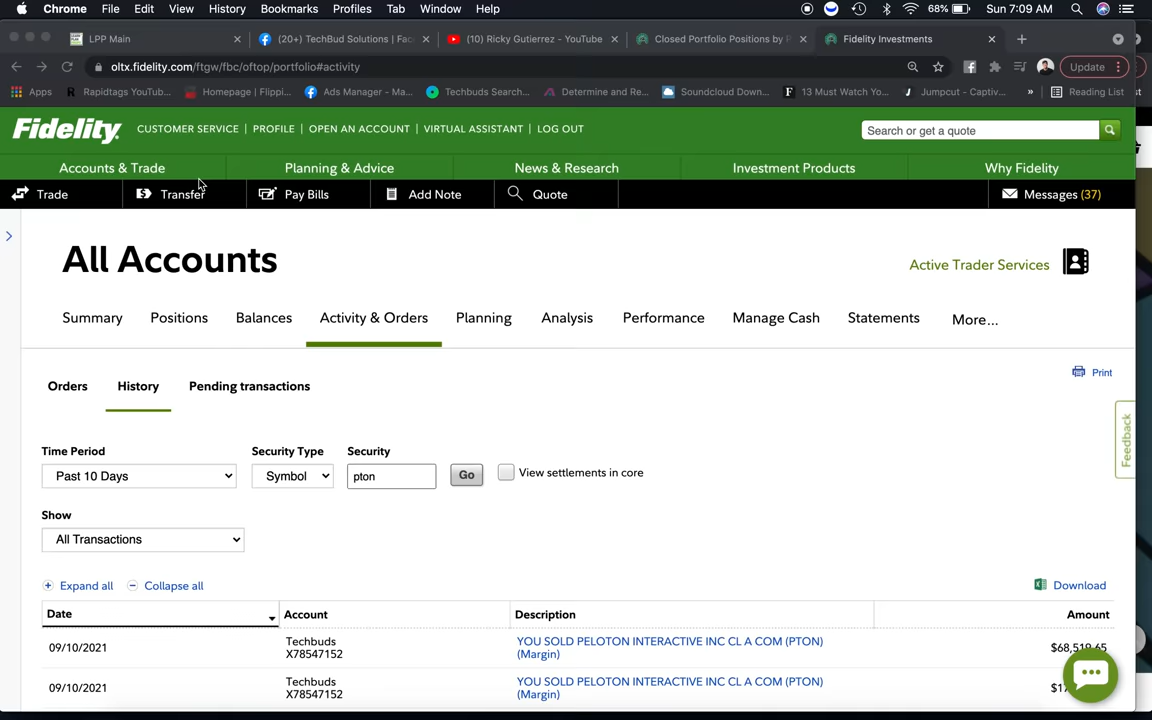 Chrome File Edit View History Bookmarks Profiles Tab Window Help 68% Sun 7:09 AM
LPP Main (20+) TechBud Solutions | Fac (10) Ricky Gutierrez - YouTube Closed Portfolio Positions by P Fidelity Investments
oltx.fidelity.com/ftgw/fbc/oftop/portfolio#activity Update
Apps Rapidtags YouTub... Homepage | Flippi... Ads Manager - Ma... Techbuds Search... Determine and Re... Soundcloud Down... 13 Must Watch Yo... Jumpcut - Captiv... » Reading List
Fidelity CUSTOMER SERVICE | PROFILE | OPEN AN ACCOUNT | VIRTUAL ASSISTANT | LOG OUT Search or get a quote
Accounts & Trade Planning & Advice News & Research Investment Products Why Fidelity
Trade Transfer Pay Bills Add Note Quote Messages (37)
All Accounts
Active Trader Services
Summary Positions Balances Activity & Orders Planning Analysis Performance Manage Cash Statements More...
Print
Orders History Pending transactions
Feedback
Time Period Security Type Security
Past 10 Days Symbol pton Go View settlements in core
Show
All Transactions
Expand all Collapse all Download
Date Account Description Amount
09/10/2021 Techbuds X78547152 YOU SOLD PELOTON INTERACTIVE INC CL A COM (PTON) (Margin)
09/10/2021 Techbuds X78547152 YOU SOLD PELOTON INTERACTIVE INC CL A COM (PTON) (Margin)